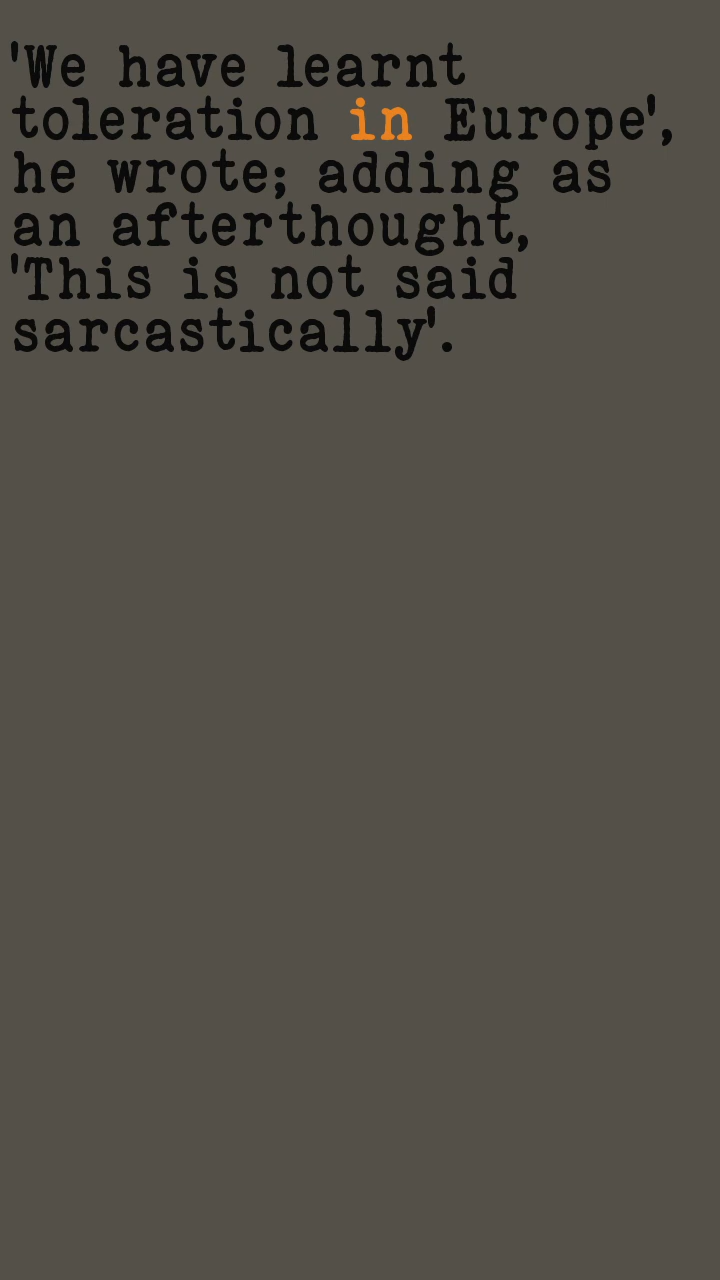 'We have learnt
toleration in Europe',
he wrote; adding as
an afterthought,
'This is not said
sarcastically'.